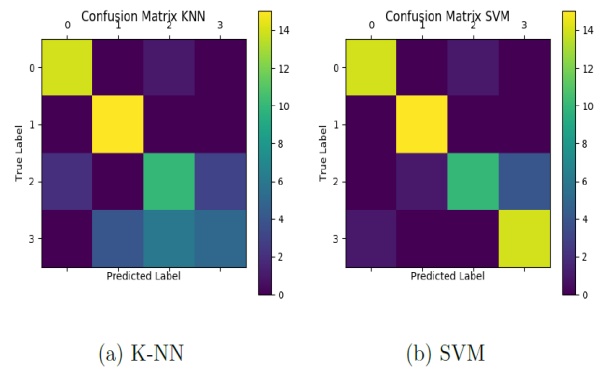 Confusion Matrix KNN
0 1 2 3
0
1
2
3
True Label
Predicted Label
14
12
10
8
6
4
2
0
Confusion Matrix SVM
0 1 2 3
0
1
2
3
True Label
Predicted Label
14
12
10
8
6
4
2
0
(a) K-NN
(b) SVM